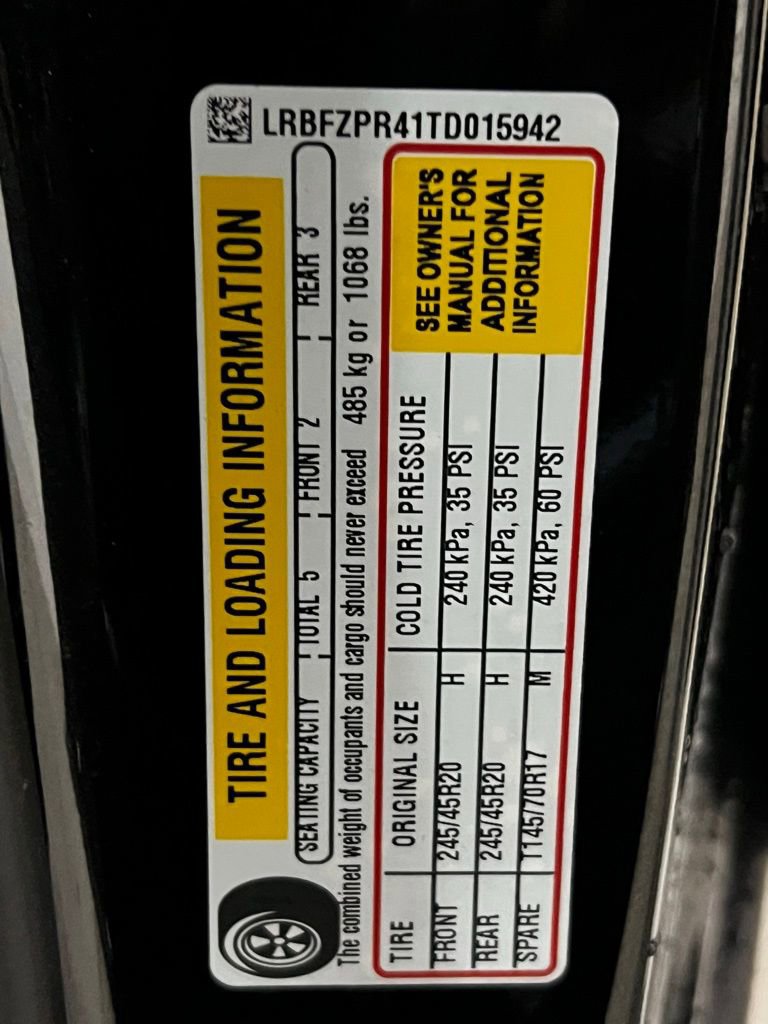 LRBFZPR41TD015942
TIRE AND LOADING INFORMATION
SEATING CAPACITY TOTAL 5 FRONT 2 REAR 3
The combined weight of occupants and cargo should never exceed 485 kg or 1068 lbs.
TIRE ORIGINAL SIZE COLD TIRE PRESSURE
FRONT 245/45R20 H 240 kPa, 35 PSI
REAR 245/45R20 H 240 kPa, 35 PSI
SPARE T145/70R17 M 420 kPa, 60 PSI
SEE OWNER'S
MANUAL FOR
ADDITIONAL
INFORMATION